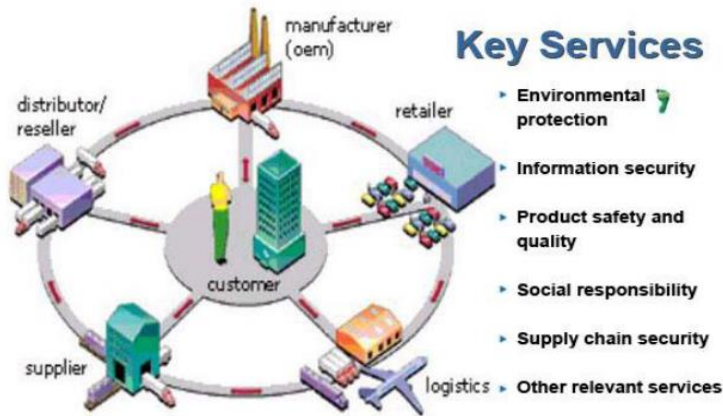 manufacturer
(oem)
distributor/
reseller
retailer
customer
supplier
logistics
Key Services
Environmental
protection
Information security
Product safety and
quality
Social responsibility
Supply chain security
Other relevant services